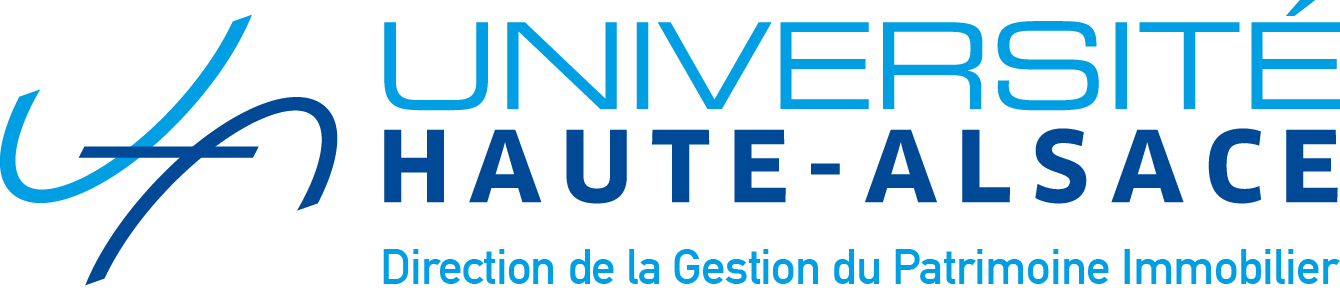 UNIVERSITÉ
HAUTE-ALSACE
Direction de la Gestion du Patrimoine Immobilier